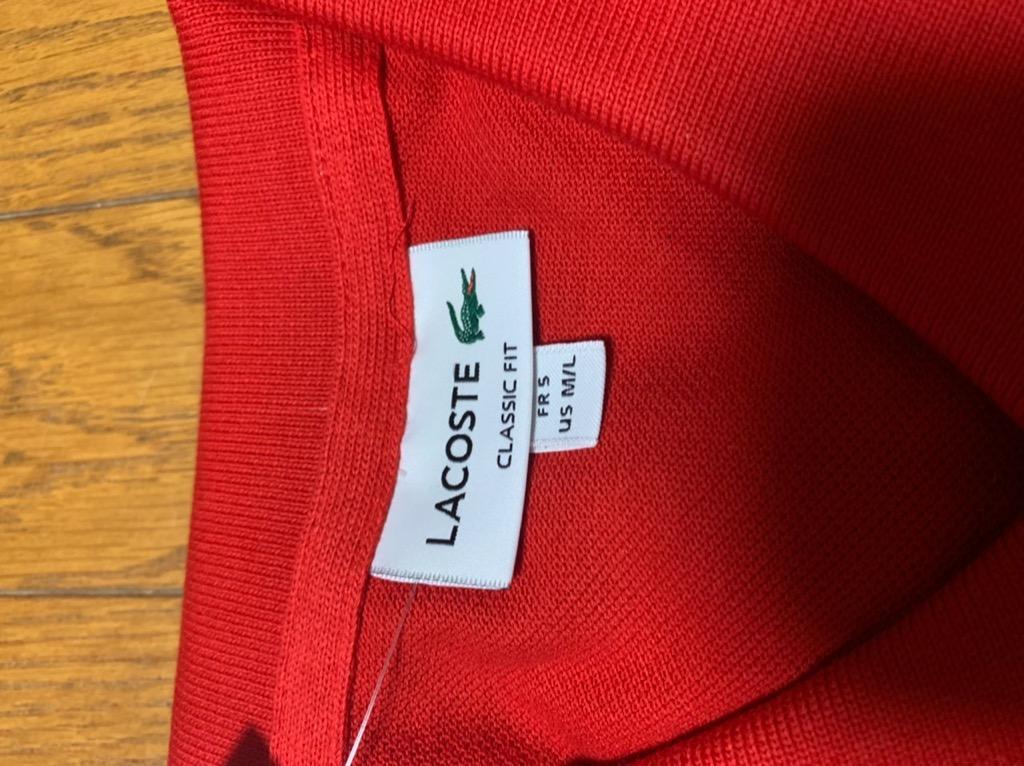 LACOSTE
CLASSIC FIT
FR 5
US M/L